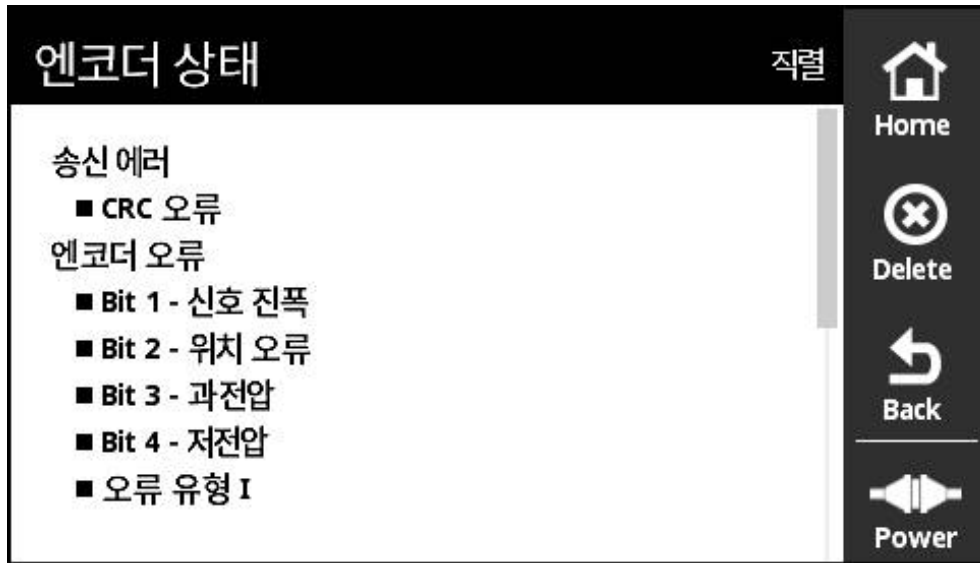 엔코더 상태
직렬
송신 에러
■ CRC 오류
엔코더 오류
■ Bit 1 - 신호 진폭
■ Bit 2 - 위치 오류
■ Bit 3 - 과전압
■ Bit 4 - 저전압
■ 오류 유형 I
Home
Delete
Back
Power